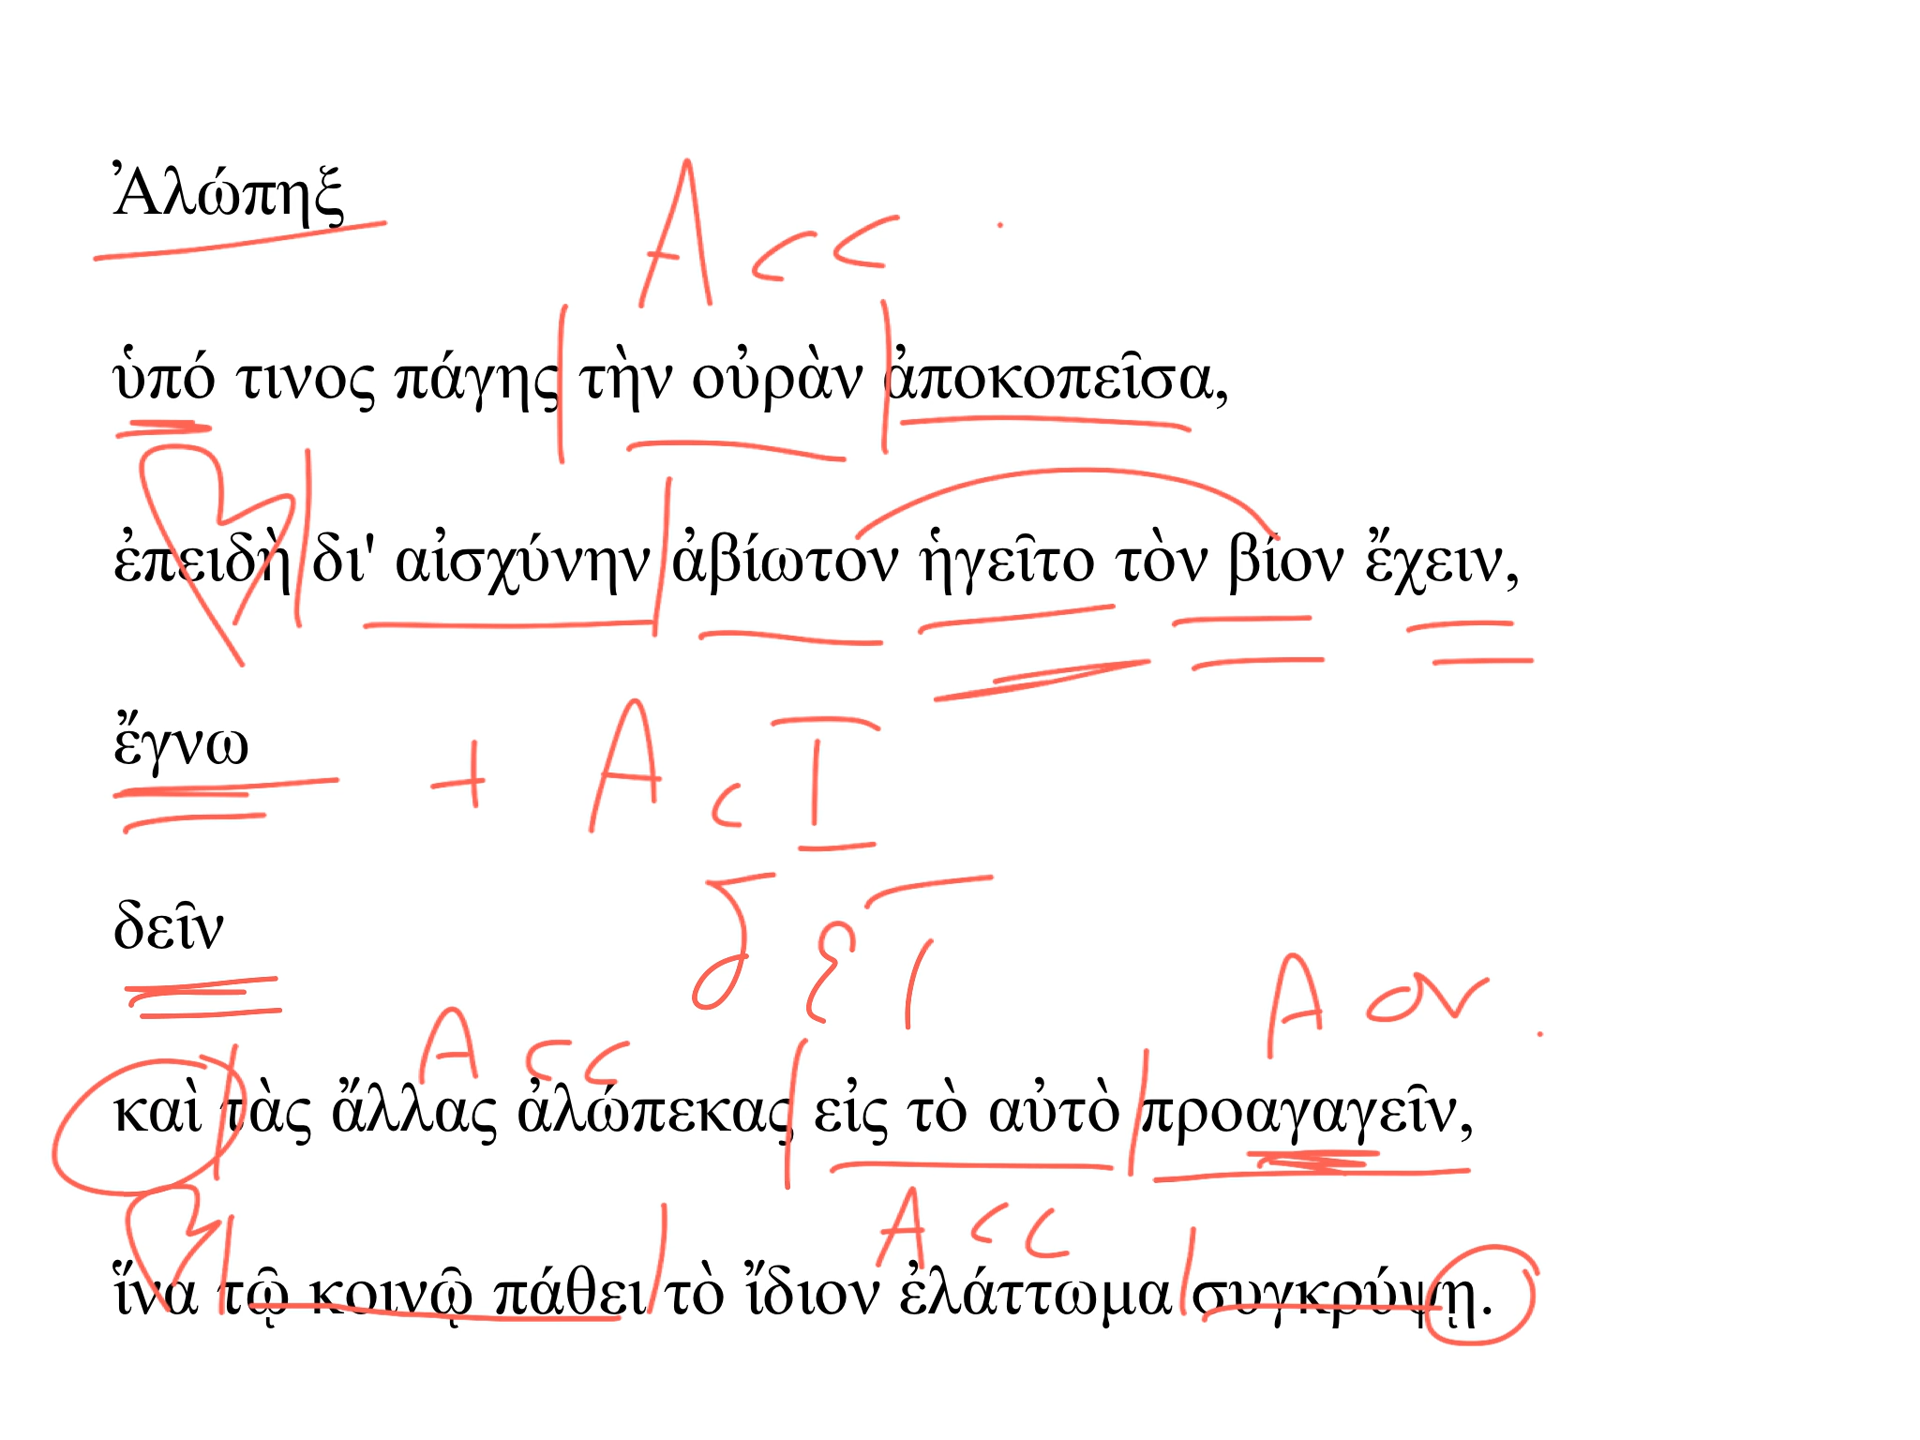 Ἀλώπηξ
Acc.
ὑπό τινος πάγης τὴν οὐρὰν ἀποκοπεῖσα,
ἐπειδὴ δι' αἰσχύνην ἀβίωτον ἡγεῖτο τὸν βίον ἔχειν,
ἔγνω + AcI
δεῖν δεῖ
Acc Aor.
καὶ τὰς ἄλλας ἀλώπεκας εἰς τὸ αὐτὸ προαγαγεῖν,
Acc
ἵνα τῷ κοινῷ πάθει τὸ ἴδιον ἐλάττωμα συγκρύψῃ.